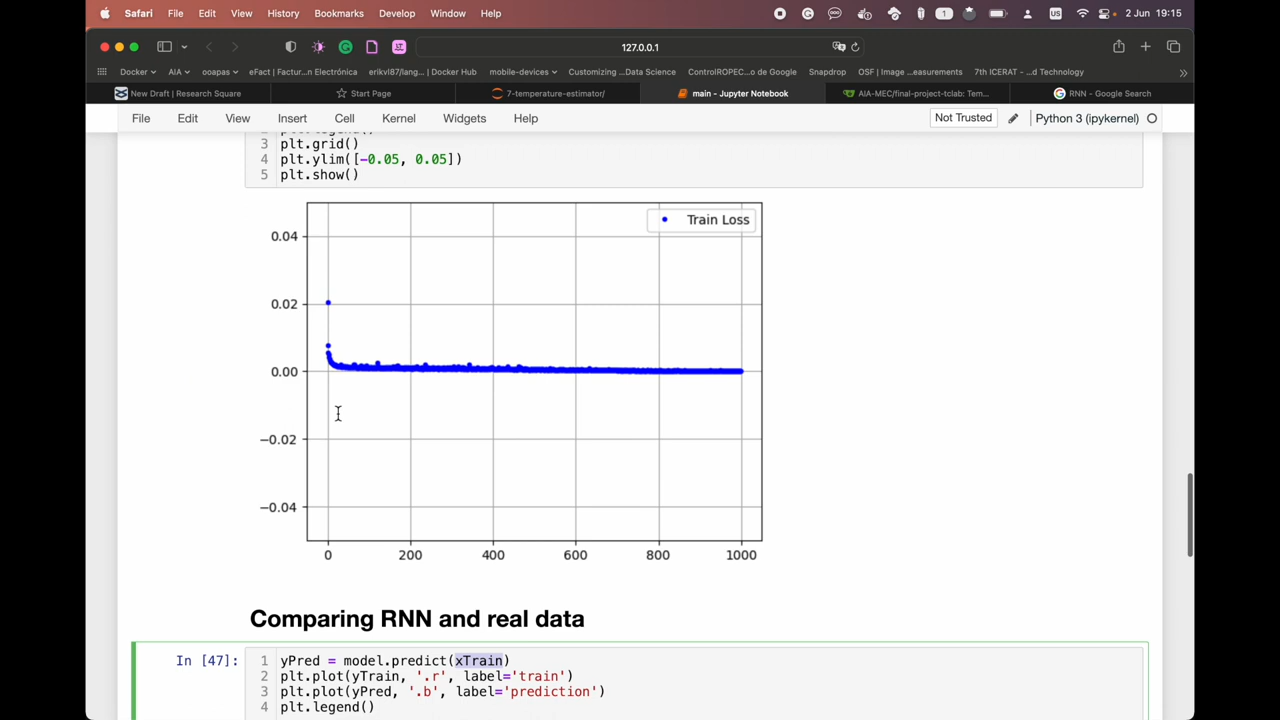 Safari File Edit View History Bookmarks Develop Window Help 1 US 2 Jun 19:15
127.0.0.1
Docker AIA ooapas eFact | Factur...n Electrónica erikvl87/lang... | Docker Hub mobile-devices Customizing ...Data Science ControlROPEC...o de Google Snapdrop OSF | Image ...easurements 7th ICERAT - ...d Technology
New Draft | Research Square Start Page 7-temperature-estimator/ main - Jupyter Notebook AIA-MEC/final-project-tclab: Tem... RNN - Google Search
File Edit View Insert Cell Kernel Widgets Help Not Trusted Python 3 (ipykernel)
3 plt.grid()
4 plt.ylim([-0.05, 0.05])
5 plt.show()
Train Loss
0.04
0.02
0.00
−0.02
−0.04
0 200 400 600 800 1000
Comparing RNN and real data
In [47]: 1 yPred = model.predict(xTrain)
2 plt.plot(yTrain, '.r', label='train')
3 plt.plot(yPred, '.b', label='prediction')
4 plt.legend()